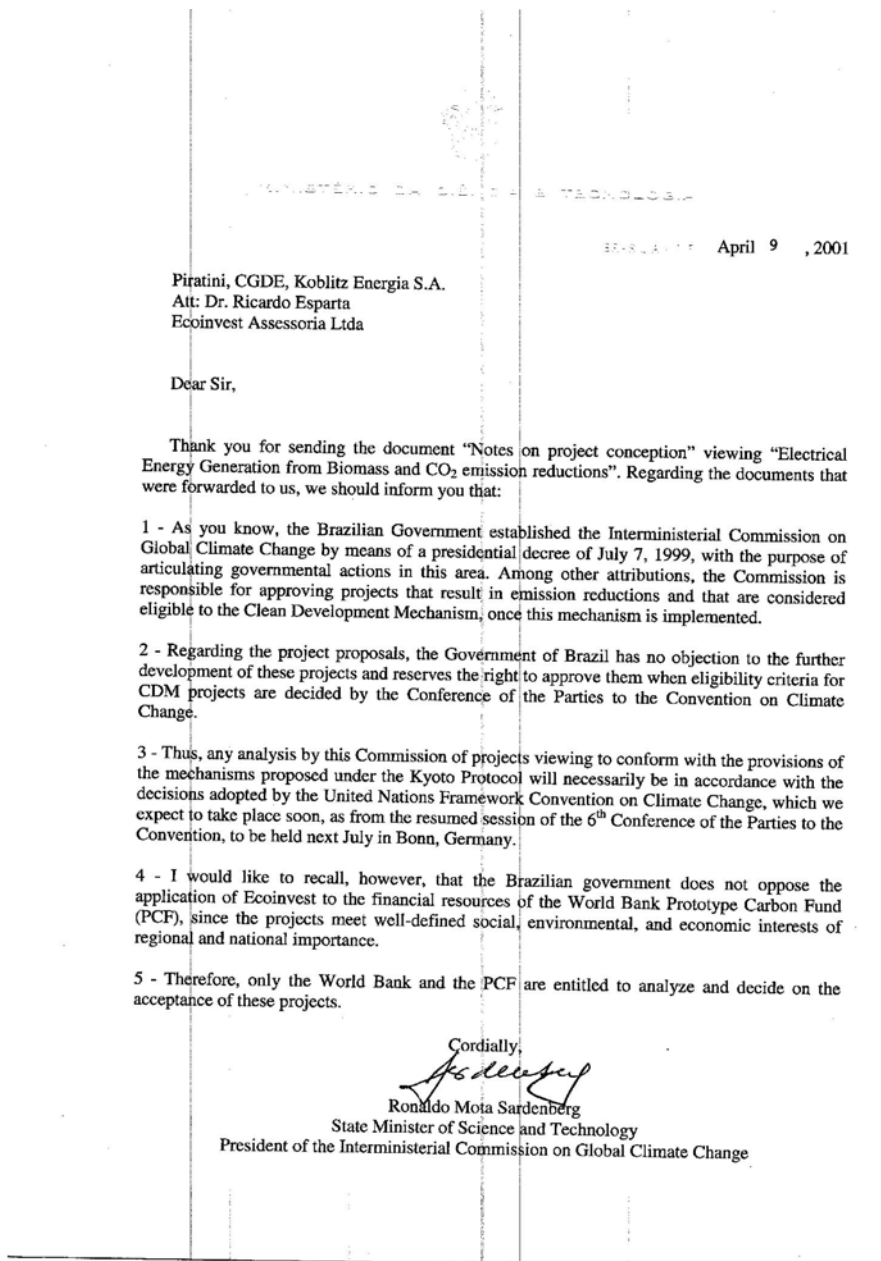 MINISTÉRIO DA CIÊNCIA E TECNOLOGIA
April 9 , 2001
Piratini, CGDE, Koblitz Energia S.A.
Att: Dr. Ricardo Esparta
Ecoinvest Assessoria Ltda
Dear Sir,
Thank you for sending the document “Notes on project conception” viewing “Electrical
Energy Generation from Biomass and CO₂ emission reductions”. Regarding the documents that
were forwarded to us, we should inform you that:
1 - As you know, the Brazilian Government established the Interministerial Commission on
Global Climate Change by means of a presidential decree of July 7, 1999, with the purpose of
articulating governmental actions in this area. Among other attributions, the Commission is
responsible for approving projects that result in emission reductions and that are considered
eligible to the Clean Development Mechanism, once this mechanism is implemented.
2 - Regarding the project proposals, the Government of Brazil has no objection to the further
development of these projects and reserves the right to approve them when eligibility criteria for
CDM projects are decided by the Conference of the Parties to the Convention on Climate
Change.
3 - Thus, any analysis by this Commission of projects viewing to conform with the provisions of
the mechanisms proposed under the Kyoto Protocol will necessarily be in accordance with the
decisions adopted by the United Nations Framework Convention on Climate Change, which we
expect to take place soon, as from the resumed session of the 6th Conference of the Parties to the
Convention, to be held next July in Bonn, Germany.
4 - I would like to recall, however, that the Brazilian government does not oppose the
application of Ecoinvest to the financial resources of the World Bank Prototype Carbon Fund
(PCF), since the projects meet well-defined social, environmental, and economic interests of
regional and national importance.
5 - Therefore, only the World Bank and the PCF are entitled to analyze and decide on the
acceptance of these projects.
Cordially,
Ronaldo Mota Sardenberg
State Minister of Science and Technology
President of the Interministerial Commission on Global Climate Change